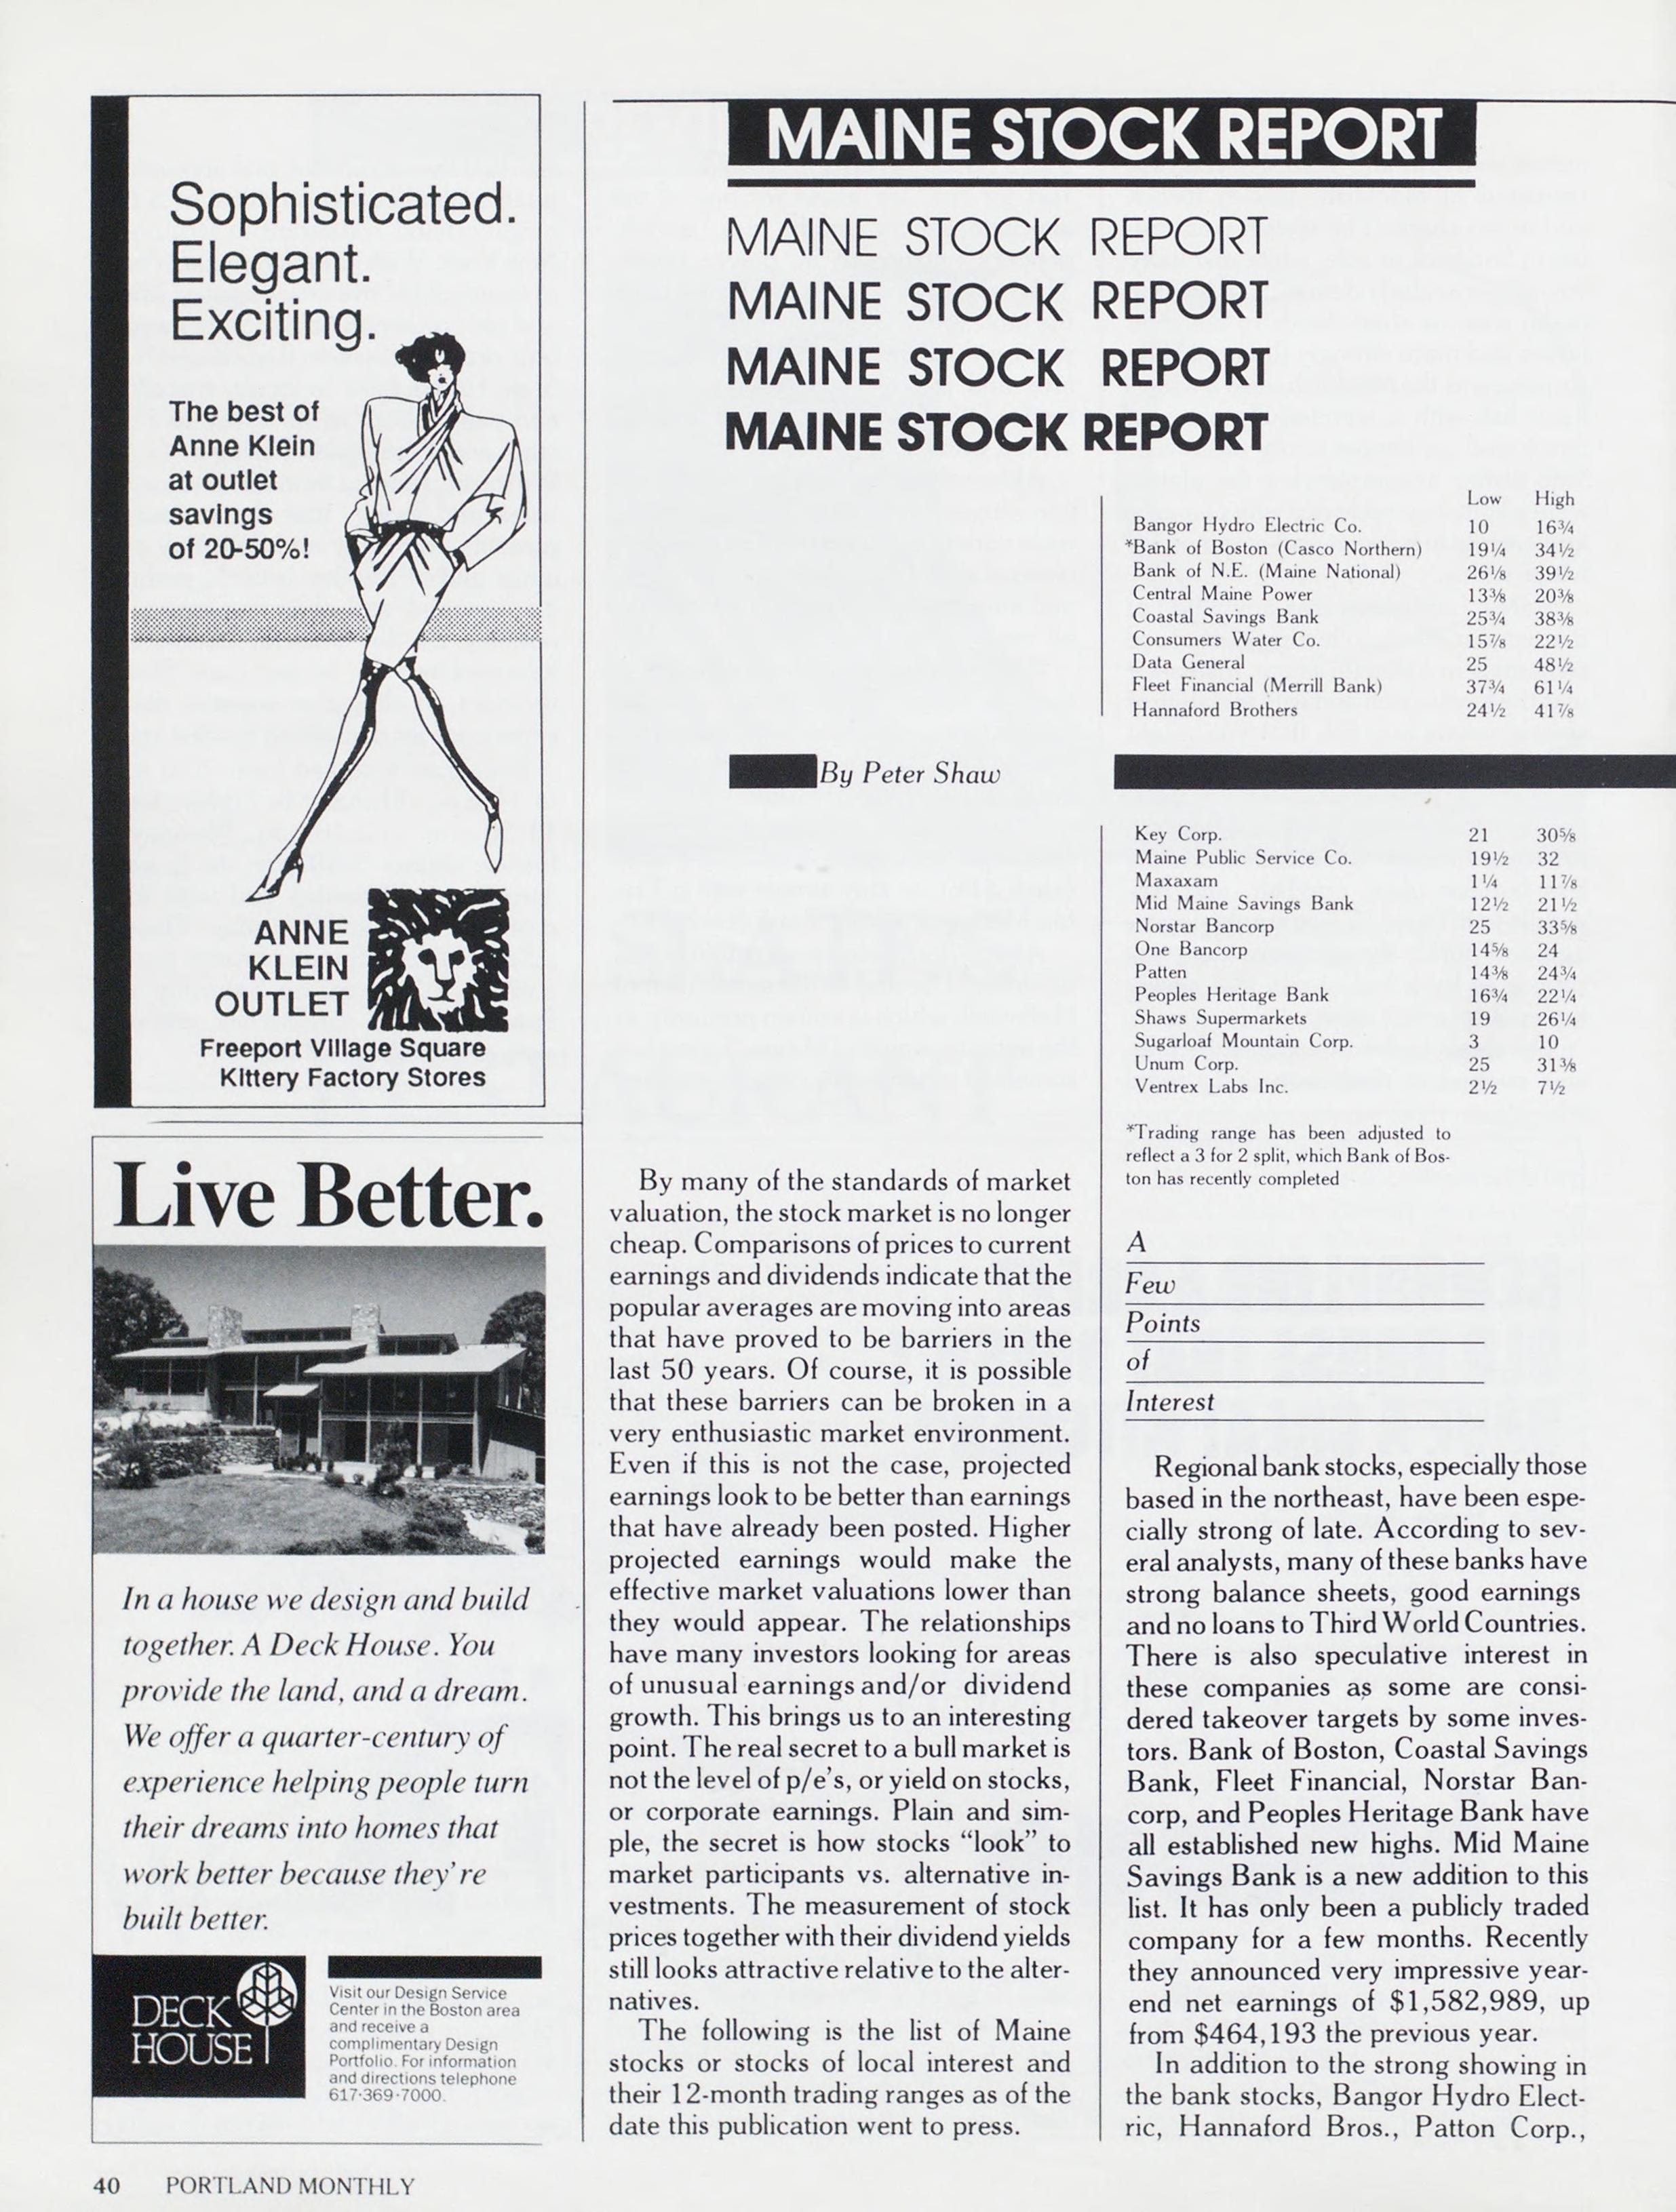 Sophisticated.
Elegant.
Exciting.
The best of
Anne Klein
at outlet
savings
of 20-50%!
ANNE
KLEIN
OUTLET
Freeport Village Square
Kittery Factory Stores
Live Better.
In a house we design and build
together. A Deck House. You
provide the land, and a dream.
We offer a quarter-century of
experience helping people turn
their dreams into homes that
work better because they're
built better.
DECK
HOUSE
Visit our Design Service
Center in the Boston area
and receive a
complimentary Design
Portfolio. For information
and directions telephone
617-369-7000.
MAINE STOCK REPORT
MAINE STOCK REPORT
MAINE STOCK REPORT
MAINE STOCK REPORT
MAINE STOCK REPORT
By Peter Shaw
By many of the standards of market
valuation, the stock market is no longer
cheap. Comparisons of prices to current
earnings and dividends indicate that the
popular averages are moving into areas
that have proved to be barriers in the
last 50 years. Of course, it is possible
that these barriers can be broken in a
very enthusiastic market environment.
Even if this is not the case, projected
earnings look to be better than earnings
that have already been posted. Higher
projected earnings would make the
effective market valuations lower than
they would appear. The relationships
have many investors looking for areas
of unusual earnings and/or dividend
growth. This brings us to an interesting
point. The real secret to a bull market is
not the level of p/e's, or yield on stocks,
or corporate earnings. Plain and sim-
ple, the secret is how stocks “look” to
market participants vs. alternative in-
vestments. The measurement of stock
prices together with their dividend yields
still looks attractive relative to the alter-
natives.
The following is the list of Maine
stocks or stocks of local interest and
their 12-month trading ranges as of the
date this publication went to press.
Low High
Bangor Hydro Electric Co. 10 16¾
*Bank of Boston (Casco Northern) 19¼ 34½
Bank of N.E. (Maine National) 26⅛ 39½
Central Maine Power 13⅜ 20⅜
Coastal Savings Bank 25¾ 38⅜
Consumers Water Co. 15⅞ 22½
Data General 25 48½
Fleet Financial (Merrill Bank) 37¾ 61¼
Hannaford Brothers 24½ 41⅞
Key Corp. 21 30⅝
Maine Public Service Co. 19½ 32
Maxaxam 1¼ 11⅞
Mid Maine Savings Bank 12½ 21½
Norstar Bancorp 25 33⅝
One Bancorp 14⅝ 24
Patten 14⅜ 24¾
Peoples Heritage Bank 16¾ 22¼
Shaws Supermarkets 19 26¼
Sugarloaf Mountain Corp. 3 10
Unum Corp. 25 31⅜
Ventrex Labs Inc. 2½ 7½
*Trading range has been adjusted to
reflect a 3 for 2 split, which Bank of Bos-
ton has recently completed
A
Few
Points
of
Interest
Regional bank stocks, especially those
based in the northeast, have been espe-
cially strong of late. According to sev-
eral analysts, many of these banks have
strong balance sheets, good earnings
and no loans to Third World Countries.
There is also speculative interest in
these companies as some are consi-
dered takeover targets by some inves-
tors. Bank of Boston, Coastal Savings
Bank, Fleet Financial, Norstar Ban-
corp, and Peoples Heritage Bank have
all established new highs. Mid Maine
Savings Bank is a new addition to this
list. It has only been a publicly traded
company for a few months. Recently
they announced very impressive year-
end net earnings of $1,582,989, up
from $464,193 the previous year.
In addition to the strong showing in
the bank stocks, Bangor Hydro Elect-
ric, Hannaford Bros., Patton Corp.,
40 PORTLAND MONTHLY